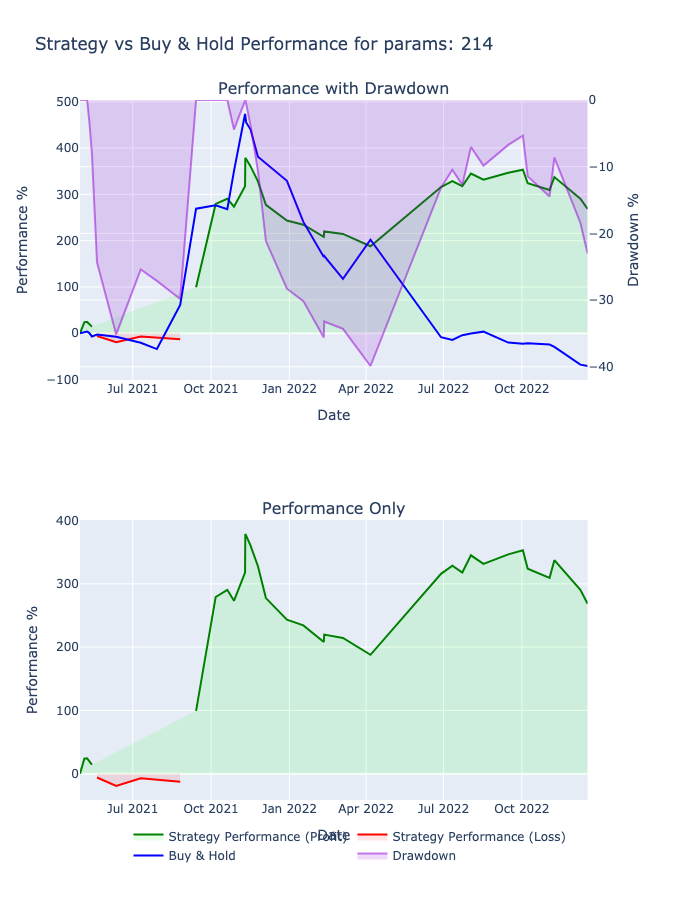 Strategy vs Buy & Hold Performance for params: 214
Performance with Drawdown
500
400
300
200
100
0
−100
0
−10
−20
−30
−40
Performance %
Drawdown %
Jul 2021
Oct 2021
Jan 2022
Apr 2022
Jul 2022
Oct 2022
Date
Performance Only
400
300
200
100
0
Performance %
Jul 2021
Oct 2021
Jan 2022
Apr 2022
Jul 2022
Oct 2022
Date
Strategy Performance (Profit)
Strategy Performance (Loss)
Buy & Hold
Drawdown